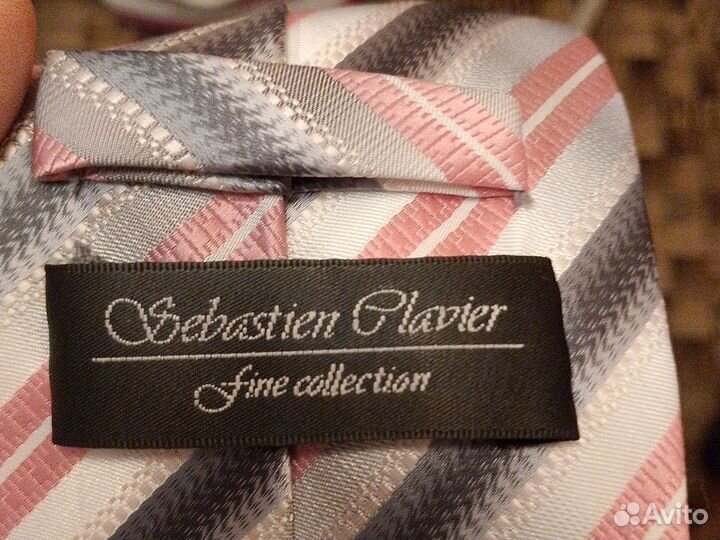 Sebastien Clavier
fine collection
Avito